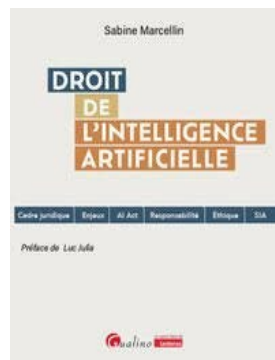 Sabine Marcellin
DROIT
DE
L'INTELLIGENCE
ARTIFICIELLE
Cadre juridique Enjeux AI Act Responsabilité Éthique SIA
Préface de Luc Julia
Gualino